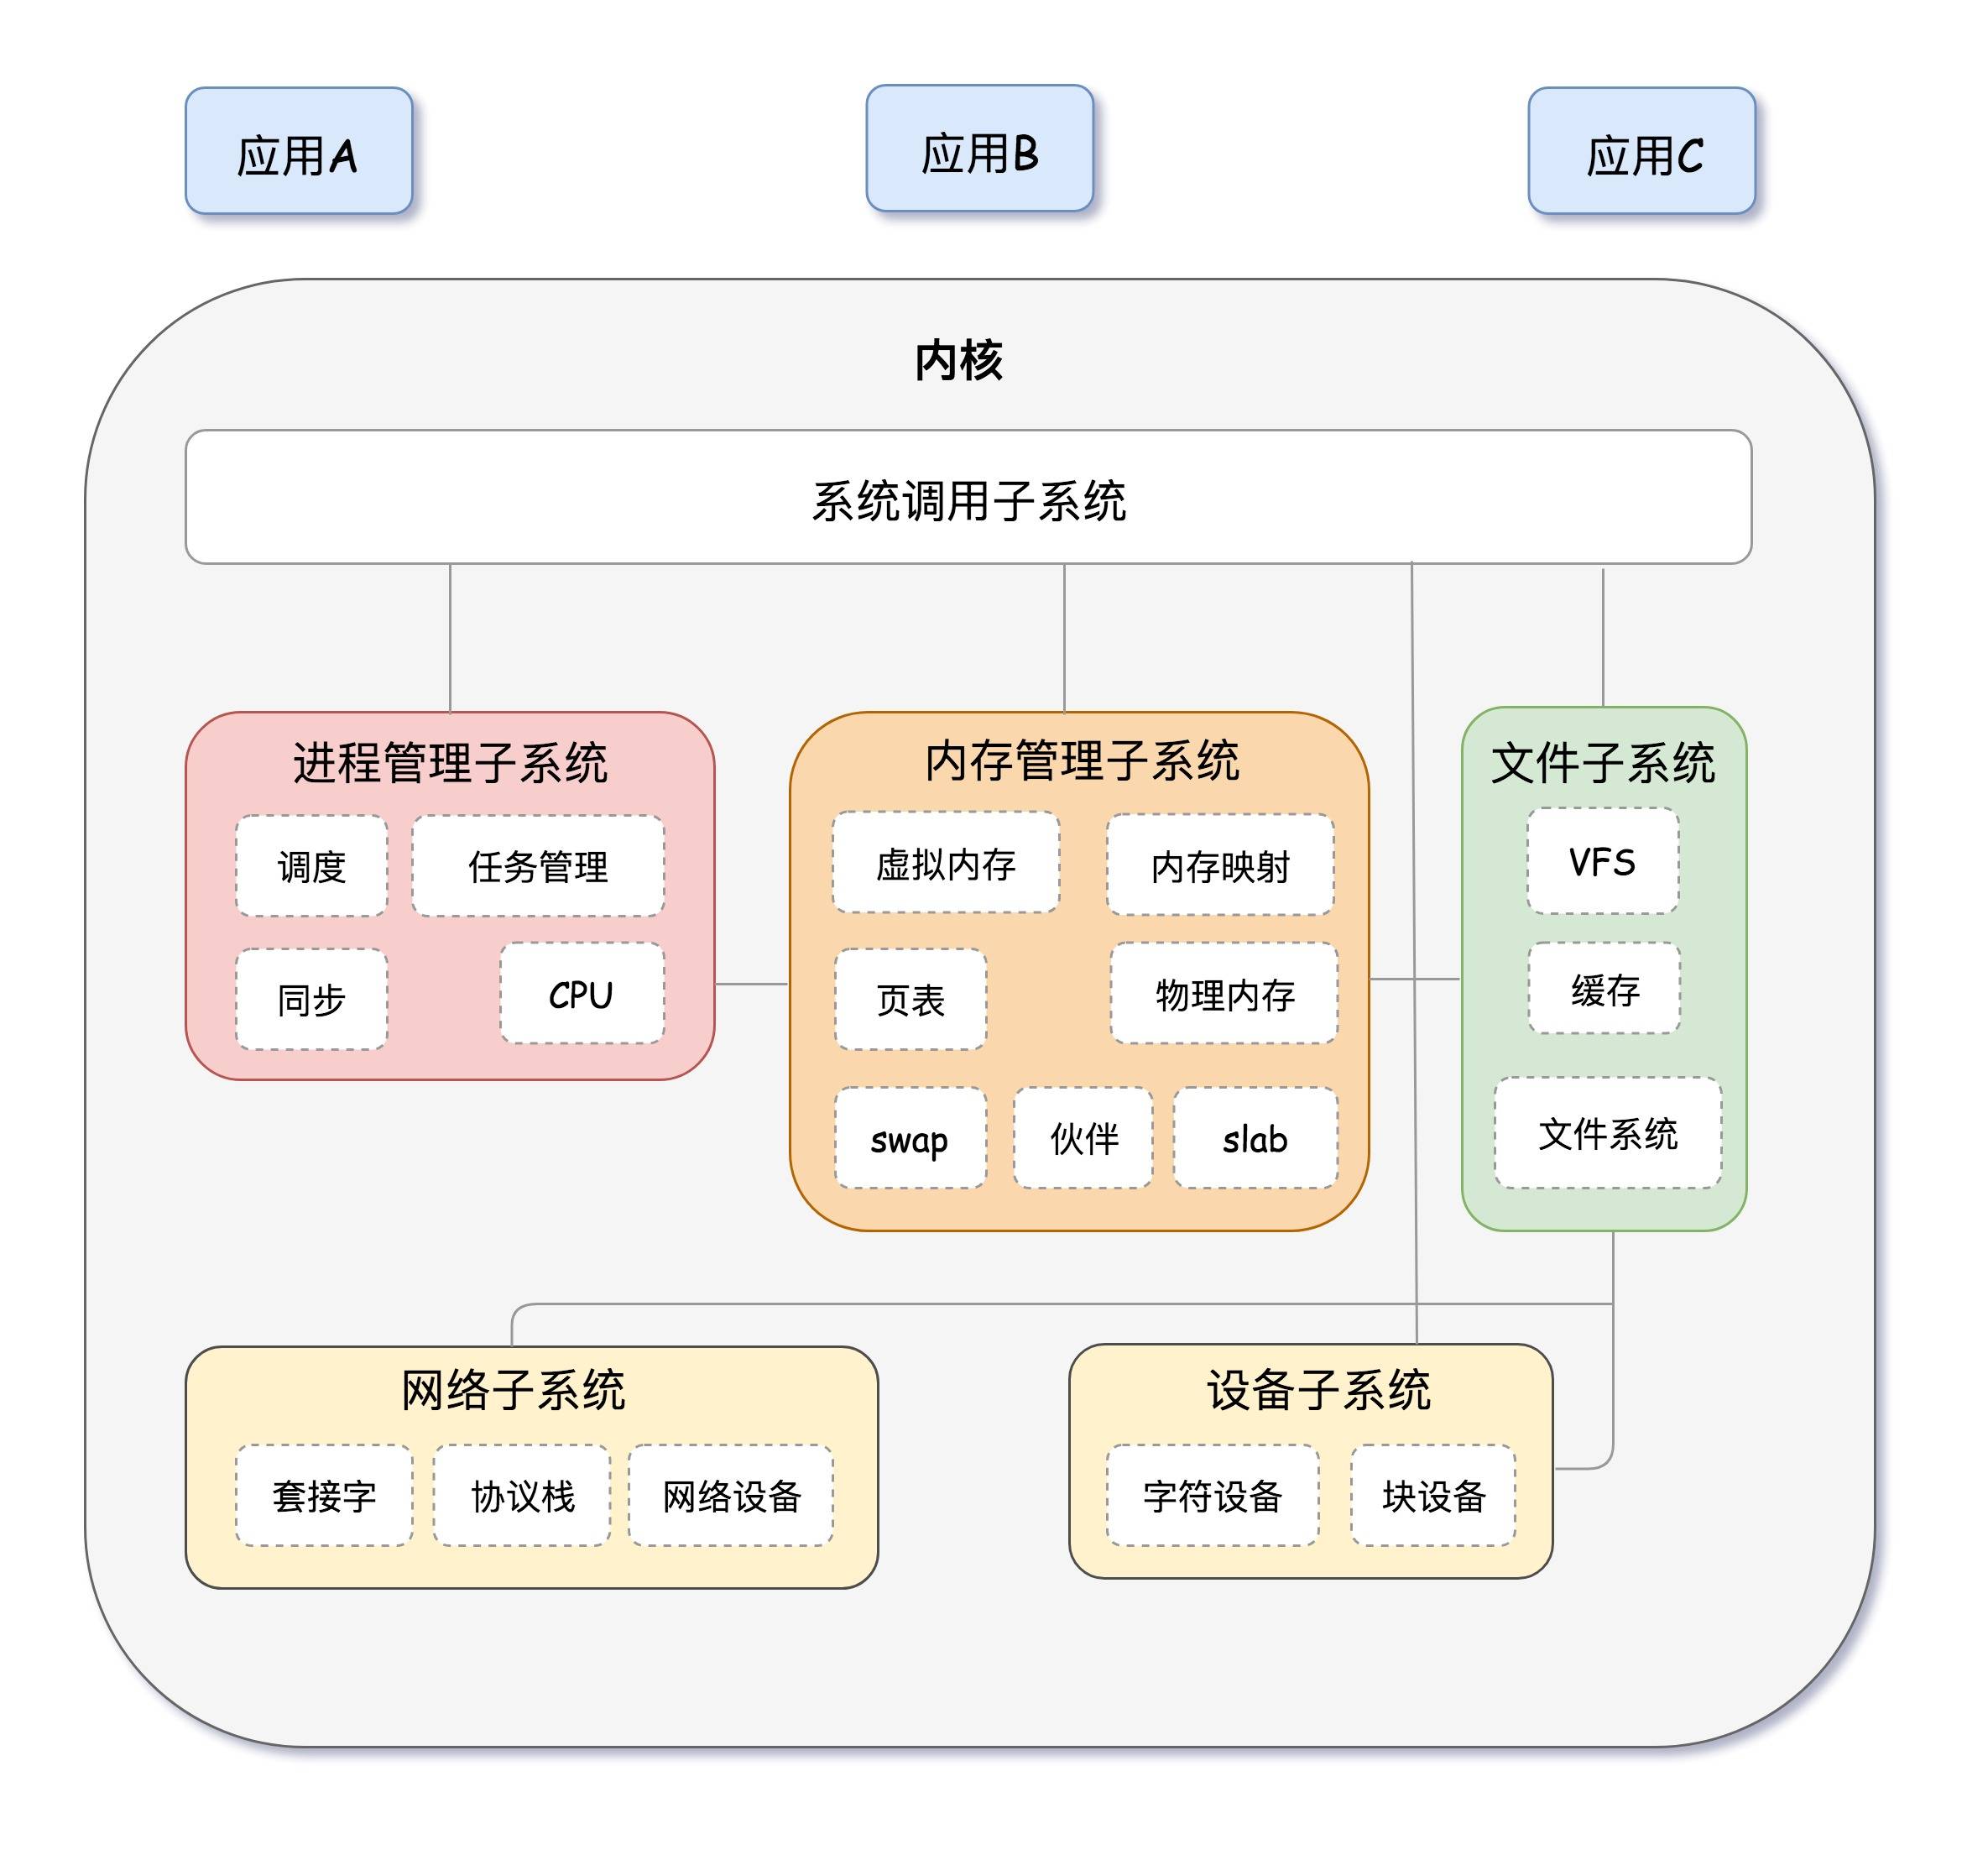 应用A
应用B
应用C
内核
系统调用子系统
进程管理子系统
调度
任务管理
同步
CPU
内存管理子系统
虚拟内存
内存映射
页表
物理内存
swap
伙伴
slab
文件子系统
VFS
缓存
文件系统
网络子系统
套接字
协议栈
网络设备
设备子系统
字符设备
块设备